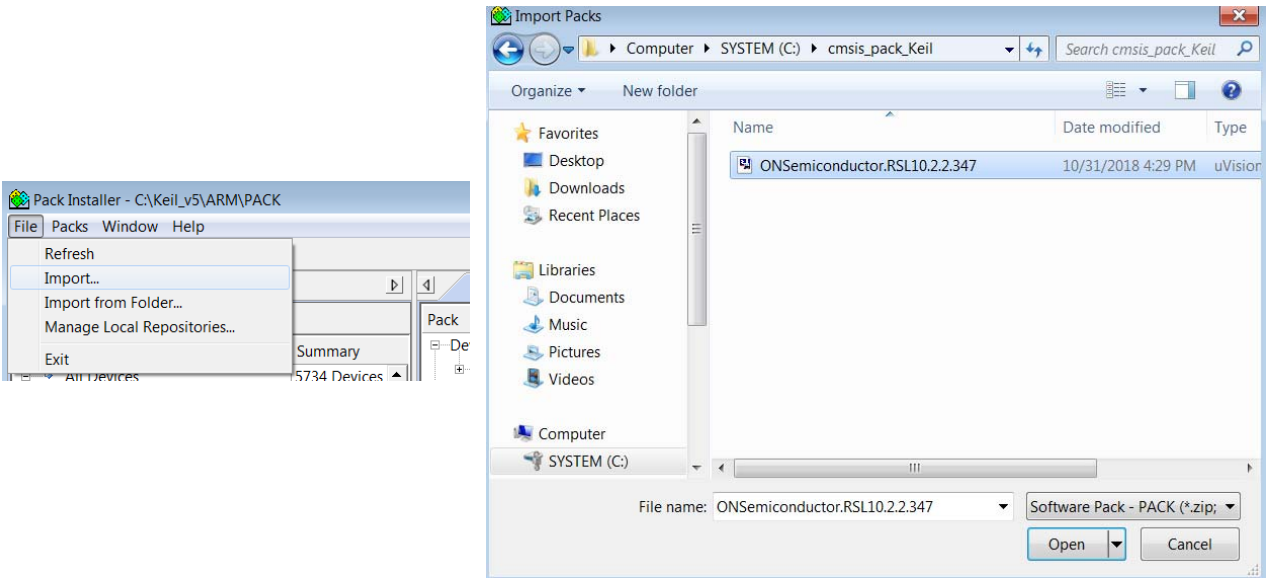 Pack Installer - C:\Keil_v5\ARM\PACK
File Packs Window Help
Refresh
Import...
Import from Folder...
Manage Local Repositories...
Exit
Summary
All Devices 5734 Devices
Pack
De
Import Packs
Computer SYSTEM (C:) cmsis_pack_Keil Search cmsis_pack_Keil
Organize New folder
Name Date modified Type
ONSemiconductor.RSL10.2.2.347 10/31/2018 4:29 PM uVision
Favorites
Desktop
Downloads
Recent Places
Libraries
Documents
Music
Pictures
Videos
Computer
SYSTEM (C:)
File name: ONSemiconductor.RSL10.2.2.347 Software Pack - PACK (*.zip;
Open Cancel